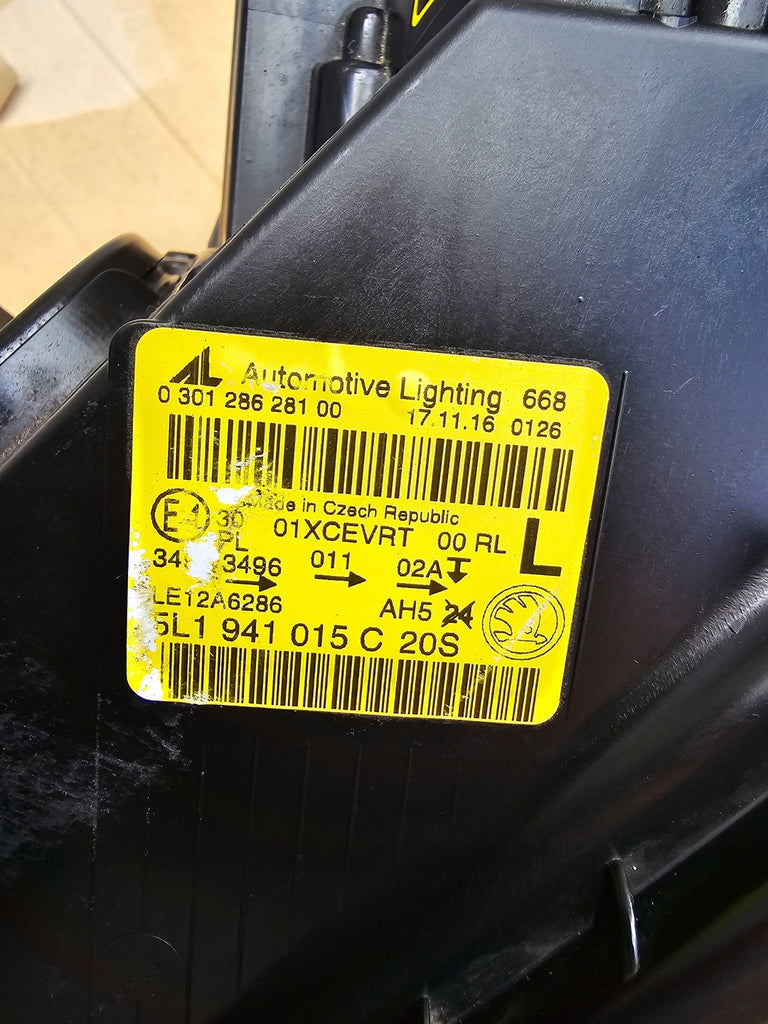 AL Automotive Lighting 668
0 301 286 281 00 17.11.16 0126
Made in Czech Republic
E1 30 01XCEVRT 00 RL L
PL
3496 011 02A
LE12A6286 AH5 24
5L1 941 015 C 20S